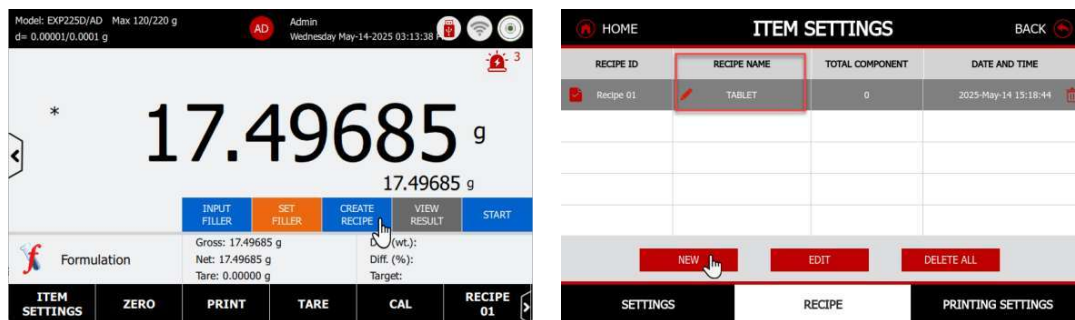 Model: EXP225D/AD Max 120/220 g
d= 0.00001/0.0001 g
AD
Admin
Wednesday May-14-2025 03:13:38
3
*
17.49685 g
17.49685 g
INPUT FILLER
SET FILLER
CREATE RECIPE
VIEW RESULT
START
f Formulation
Gross: 17.49685 g
Net: 17.49685 g
Tare: 0.00000 g
(wt.):
Diff. (%):
Target:
ITEM SETTINGS
ZERO
PRINT
TARE
CAL
RECIPE 01
HOME
ITEM SETTINGS
BACK
RECIPE ID
RECIPE NAME
TOTAL COMPONENT
DATE AND TIME
Recipe 01
TABLET
0
2025-May-14 15:18:44
NEW
EDIT
DELETE ALL
SETTINGS
RECIPE
PRINTING SETTINGS